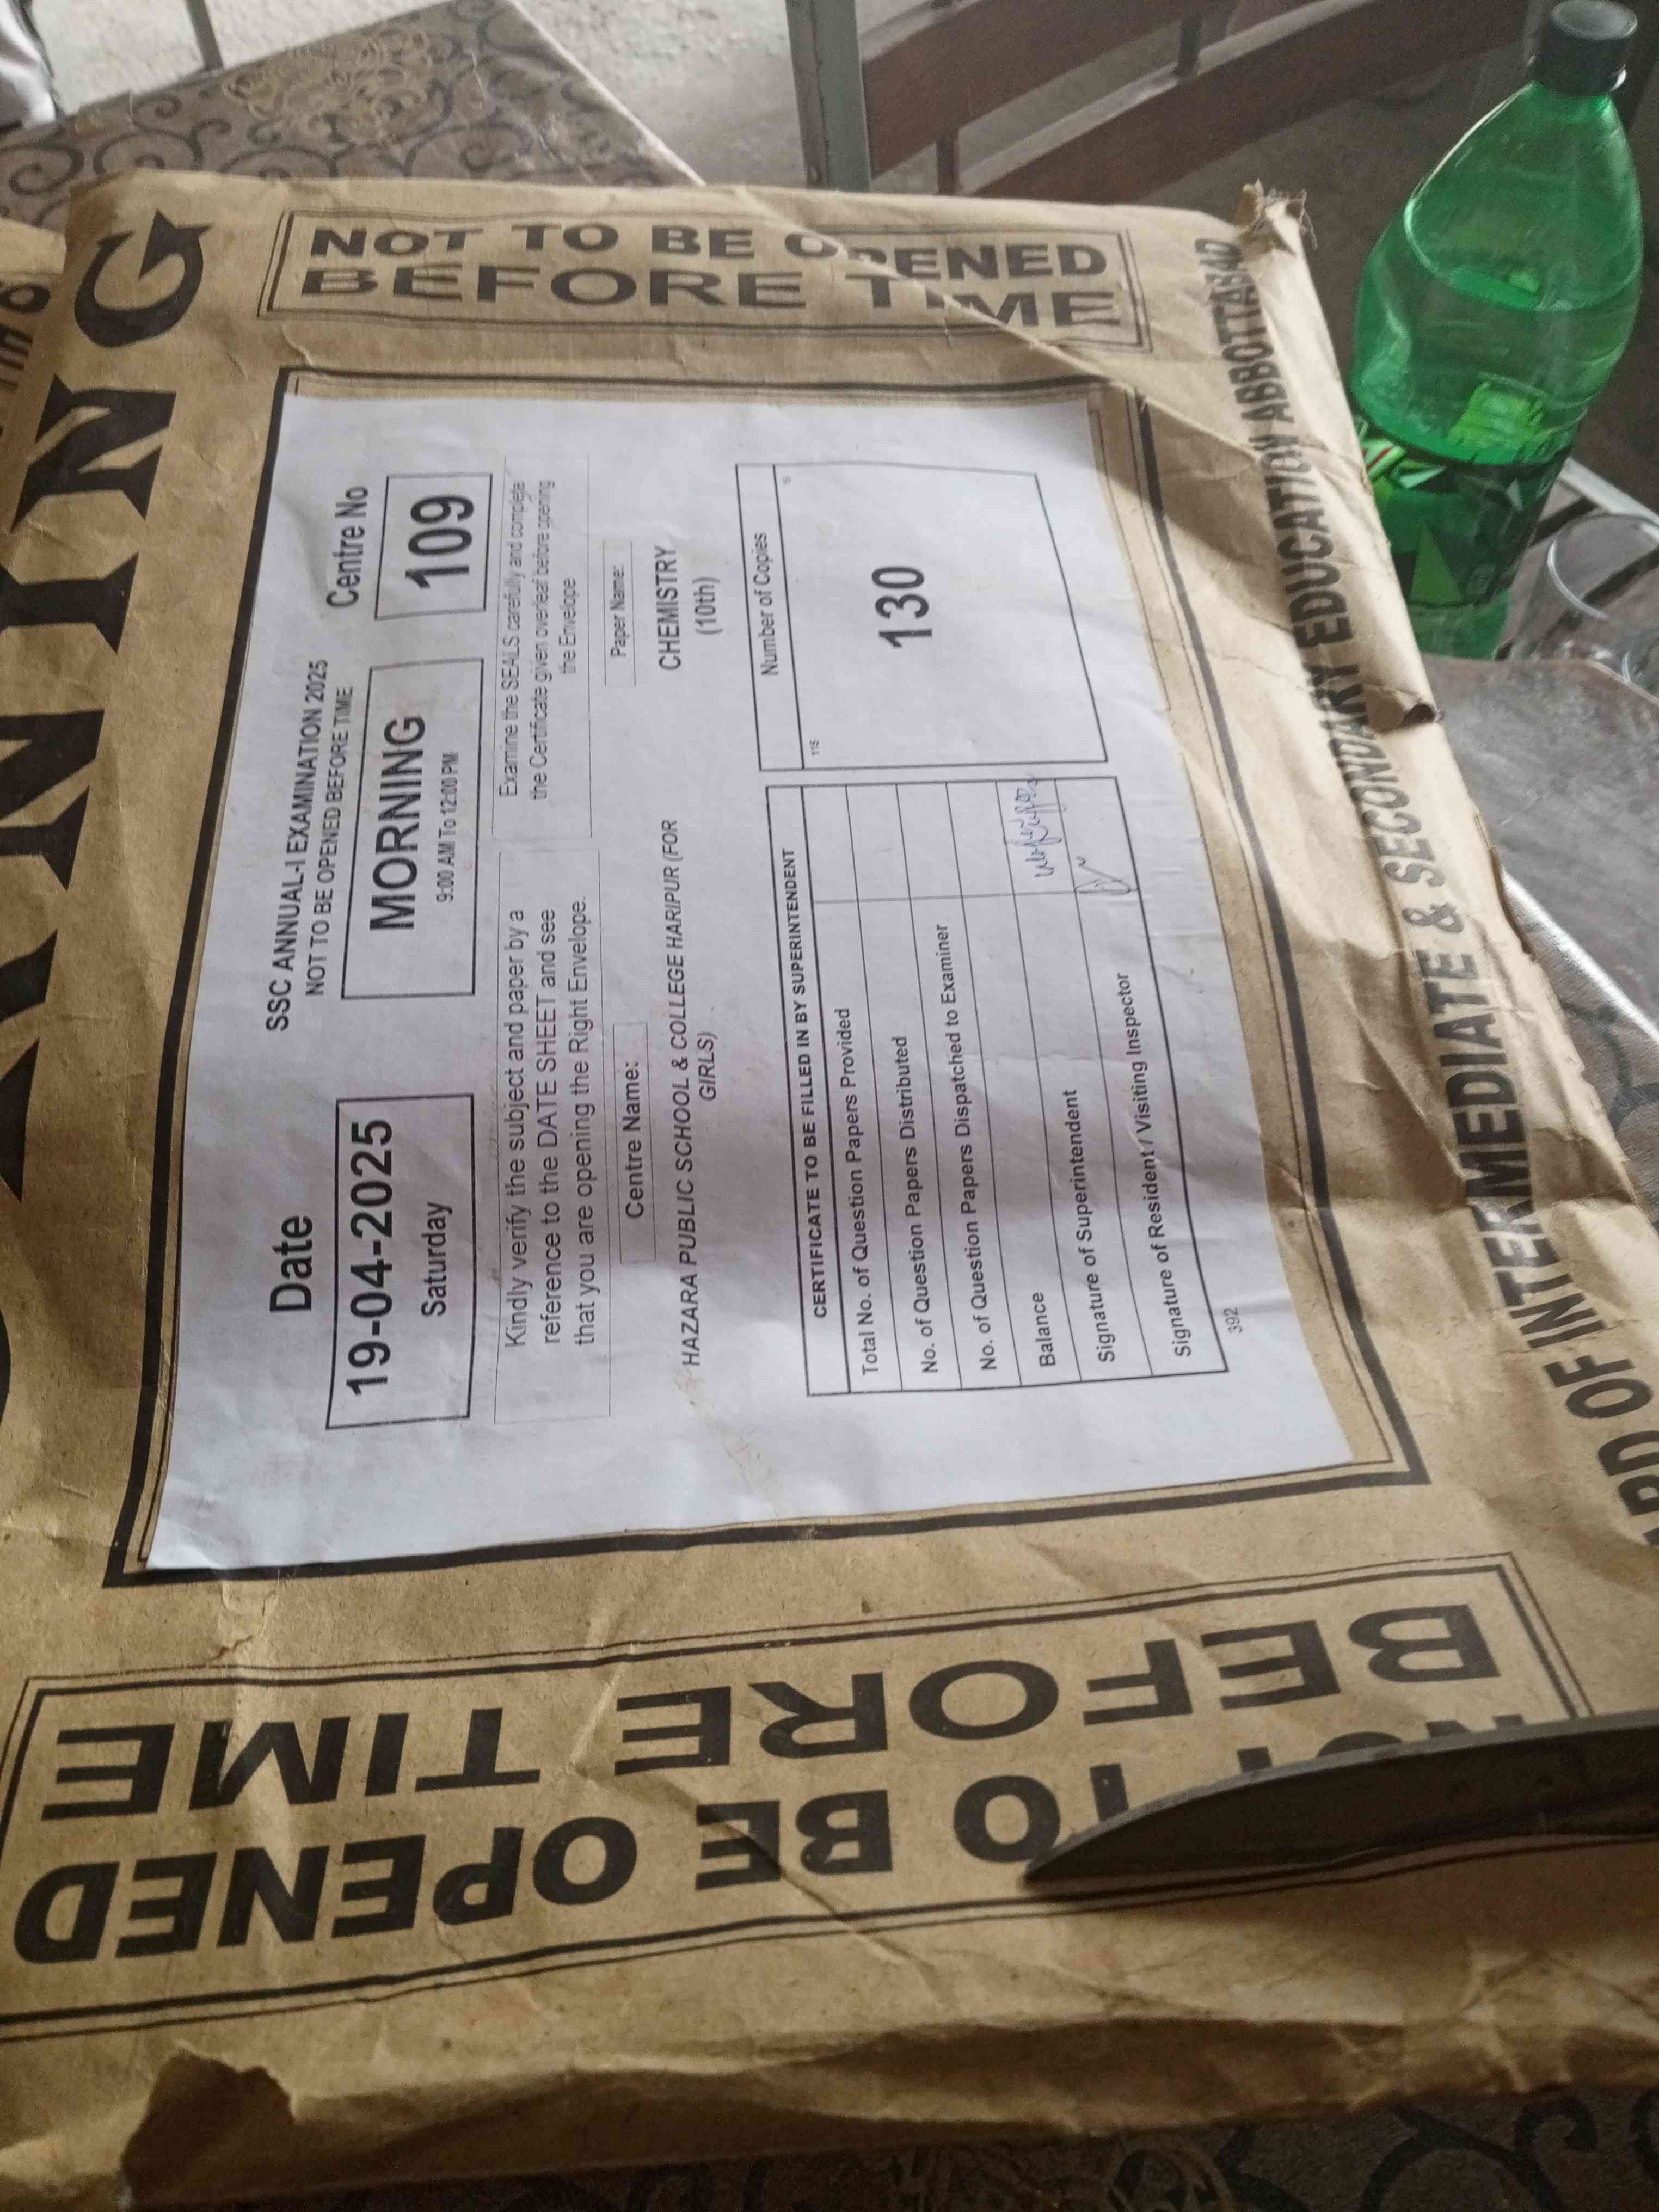 MORNING
NOT TO BE OPENED
BEFORE TIME
SSC ANNUAL-I EXAMINATION 2025
NOT TO BE OPENED BEFORE TIME
Date
19-04-2025
Saturday
MORNING
9:00 AM To 12:00 PM
Centre No
109
Kindly verify the subject and paper by a
reference to the DATE SHEET and see
that you are opening the Right Envelope.
Examine the SEALS carefully and complete
the Certificate given overleaf before opening
the Envelope
Centre Name:
HAZARA PUBLIC SCHOOL & COLLEGE HARIPUR (FOR
GIRLS)
Paper Name:
CHEMISTRY
(10th)
CERTIFICATE TO BE FILLED IN BY SUPERINTENDENT
Total No. of Question Papers Provided
No. of Question Papers Distributed
No. of Question Papers Dispatched to Examiner
Balance
Signature of Superintendent
Signature of Resident / Visiting Inspector
Number of Copies
115
130
392
OF INTERMEDIATE & SECONDARY EDUCATION ABBOTTABAD
TO BE OPENED
BEFORE TIME